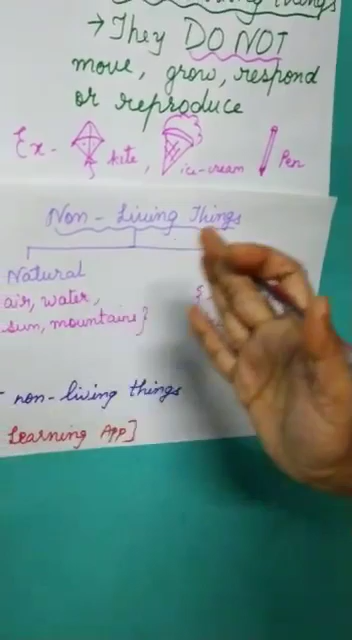 → They DO NOT
move, grow, respond
or reproduce
Ex - kite, ice-cream Pen
Non-Living Things
Natural
air, water,
sun, mountains}
non-living things
Learning App]